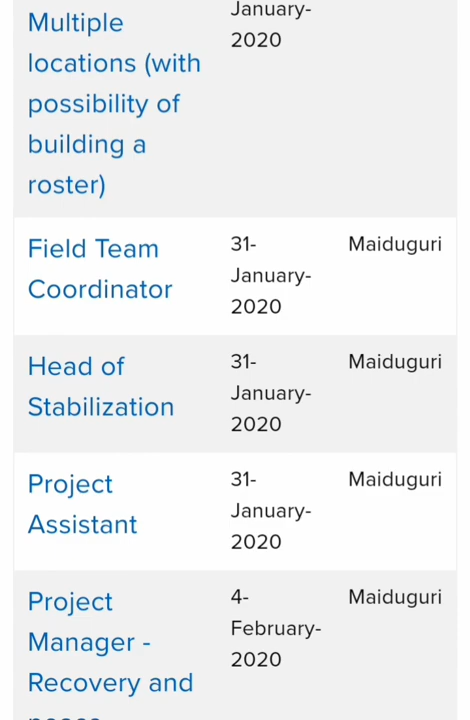 January-
Multiple
2020
locations (with
possibility of
building a
roster)
Field Team
Coordinator
31-
January-
2020
Maiduguri
Head of
Stabilization
31-
January-
2020
Maiduguri
Project
Assistant
31-
January-
2020
Maiduguri
Project
Manager -
Recovery and
4-
February-
2020
Maiduguri